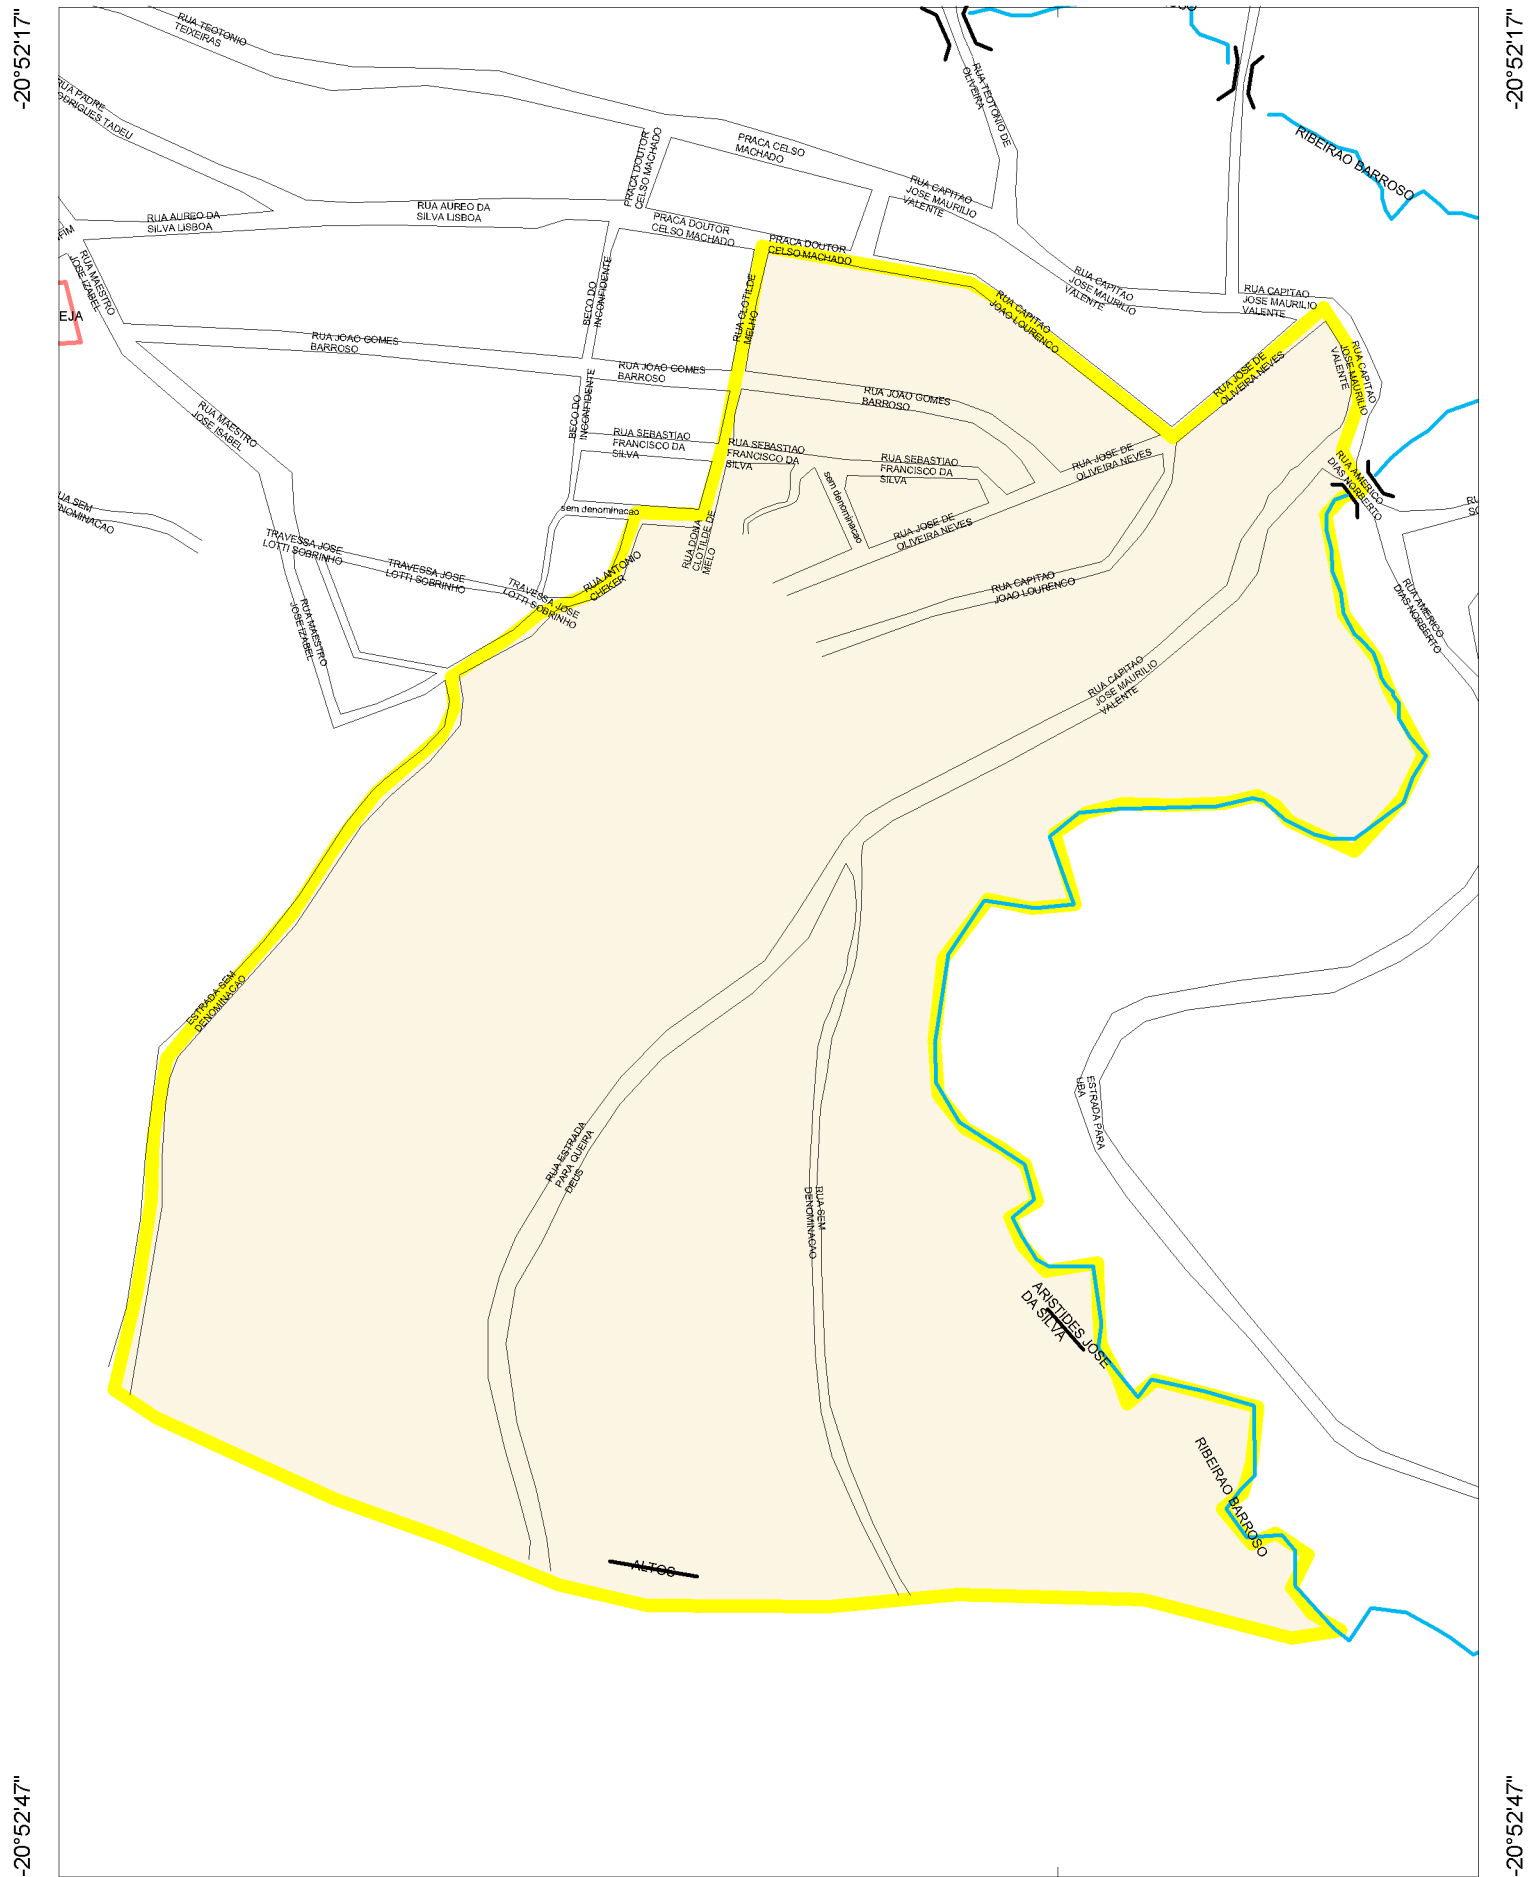 -20°52'17"
-20°52'17"
RUA TEOTONIO
TEIXEIRAS
RUA TEOTONIO DE
OLIVEIRA
RIBEIRAO BARROSO
RUA PADRE
TADEU
PRACA DOUTOR
CELSO MACHADO
PRACA CELSO
MACHADO
RUA CAPITAO
JOSE MAURILIO
VALENTE
RUA AUREO DA
SILVA LISBOA
RUA AUREO DA
SILVA LISBOA
PRACA DOUTOR
CELSO MACHADO
PRACA DOUTOR
CELSO MACHADO
RUA MAESTRO
JOSE IZABEL
BECO DO
INCONFIDENTE
RUA CLOTILDE
MELHO
RUA CAPITAO
JOAO LOURENCO
RUA CAPITAO
JOSE MAURILIO
VALENTE
RUA CAPITAO
JOSE MAURILIO
VALENTE
EJA
RUA JOAO GOMES
BARROSO
RUA JOAO GOMES
BARROSO
RUA JOAO GOMES
BARROSO
RUA JOSE DE
OLIVEIRA NEVES
RUA CAPITAO
JOSE MAURILIO
VALENTE
RUA MAESTRO
JOSE ISABEL
BECO DO
INCONFIDENTE
RUA SEBASTIAO
FRANCISCO DA
SILVA
RUA SEBASTIAO
FRANCISCO DA
SILVA
RUA SEBASTIAO
FRANCISCO DA
SILVA
RUA JOSE DE
OLIVEIRA NEVES
RUA AMERICO
DIAS NORBERTO
sem denominacao
sem denominacao
RUA DONA
CLOTILDE DE
MELO
RUA JOSE DE
OLIVEIRA NEVES
TRAVESSA JOSE
LOTTI SOBRINHO
TRAVESSA JOSE
LOTTI SOBRINHO
TRAVESSA JOSE
LOTTI SOBRINHO
RUA ANTONIO
CHEKER
RUA CAPITAO
JOAO LOURENCO
RUA AMERICO
DIAS NORBERTO
RUA MAESTRO
JOSE IZABEL
RUA CAPITAO
JOSE MAURILIO
VALENTE
ESTRADA SEM
DENOMINACAO
ESTRADA PARA
UBA
RUA ESTRADA
PARA QUEIRA
DEUS
RUA SEM
DENOMINACAO
ARISTIDES JOSE
DA SILVA
RIBEIRAO BARROSO
ALTOS
-20°52'47"
-20°52'47"